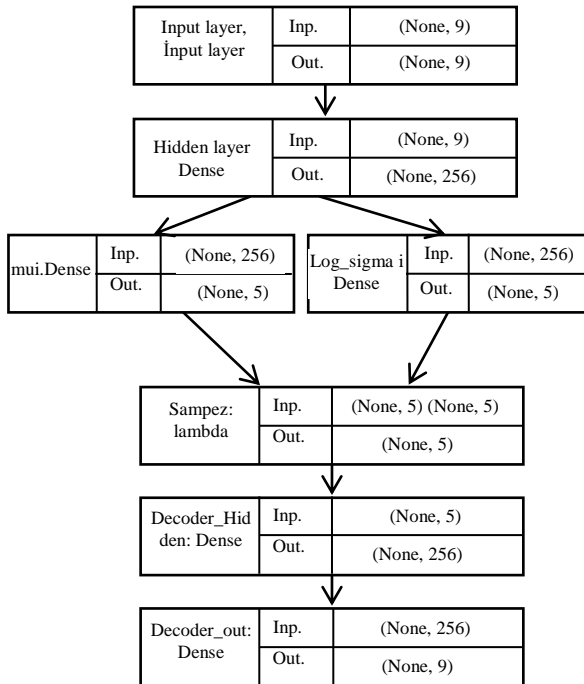 Input layer,
İnput layer
Inp.
(None, 9)
Out.
(None, 9)
Hidden layer
Dense
Inp.
(None, 9)
Out.
(None, 256)
mui.Dense
Inp.
(None, 256)
Out.
(None, 5)
Log_sigma i
Dense
Inp.
(None, 256)
Out.
(None, 5)
Sampez:
lambda
Inp.
(None, 5) (None, 5)
Out.
(None, 5)
Decoder_Hid
den: Dense
Inp.
(None, 5)
Out.
(None, 256)
Decoder_out:
Dense
Inp.
(None, 256)
Out.
(None, 9)